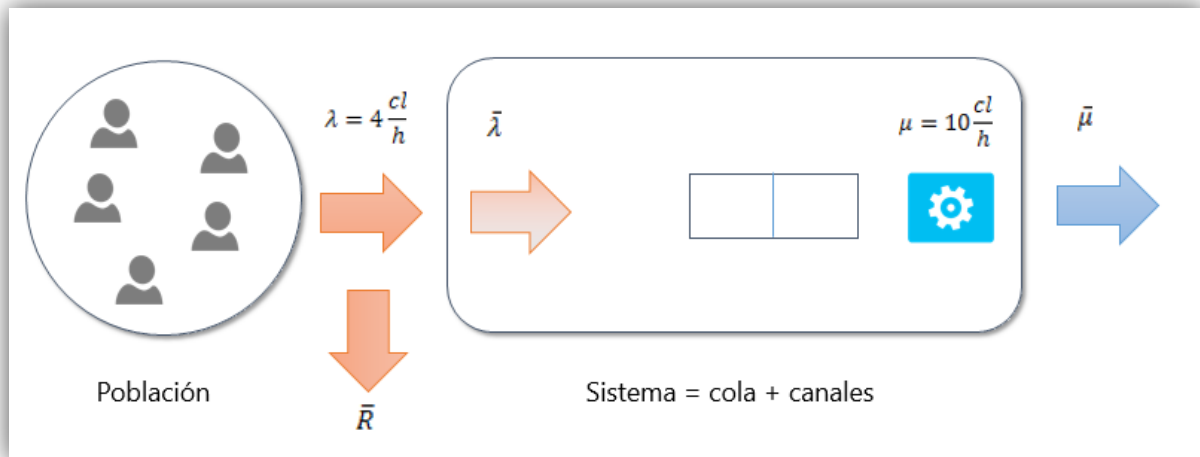 λ = 4 cl/h
λ̄
μ = 10 cl/h
μ̄
Población
R̄
Sistema = cola + canales